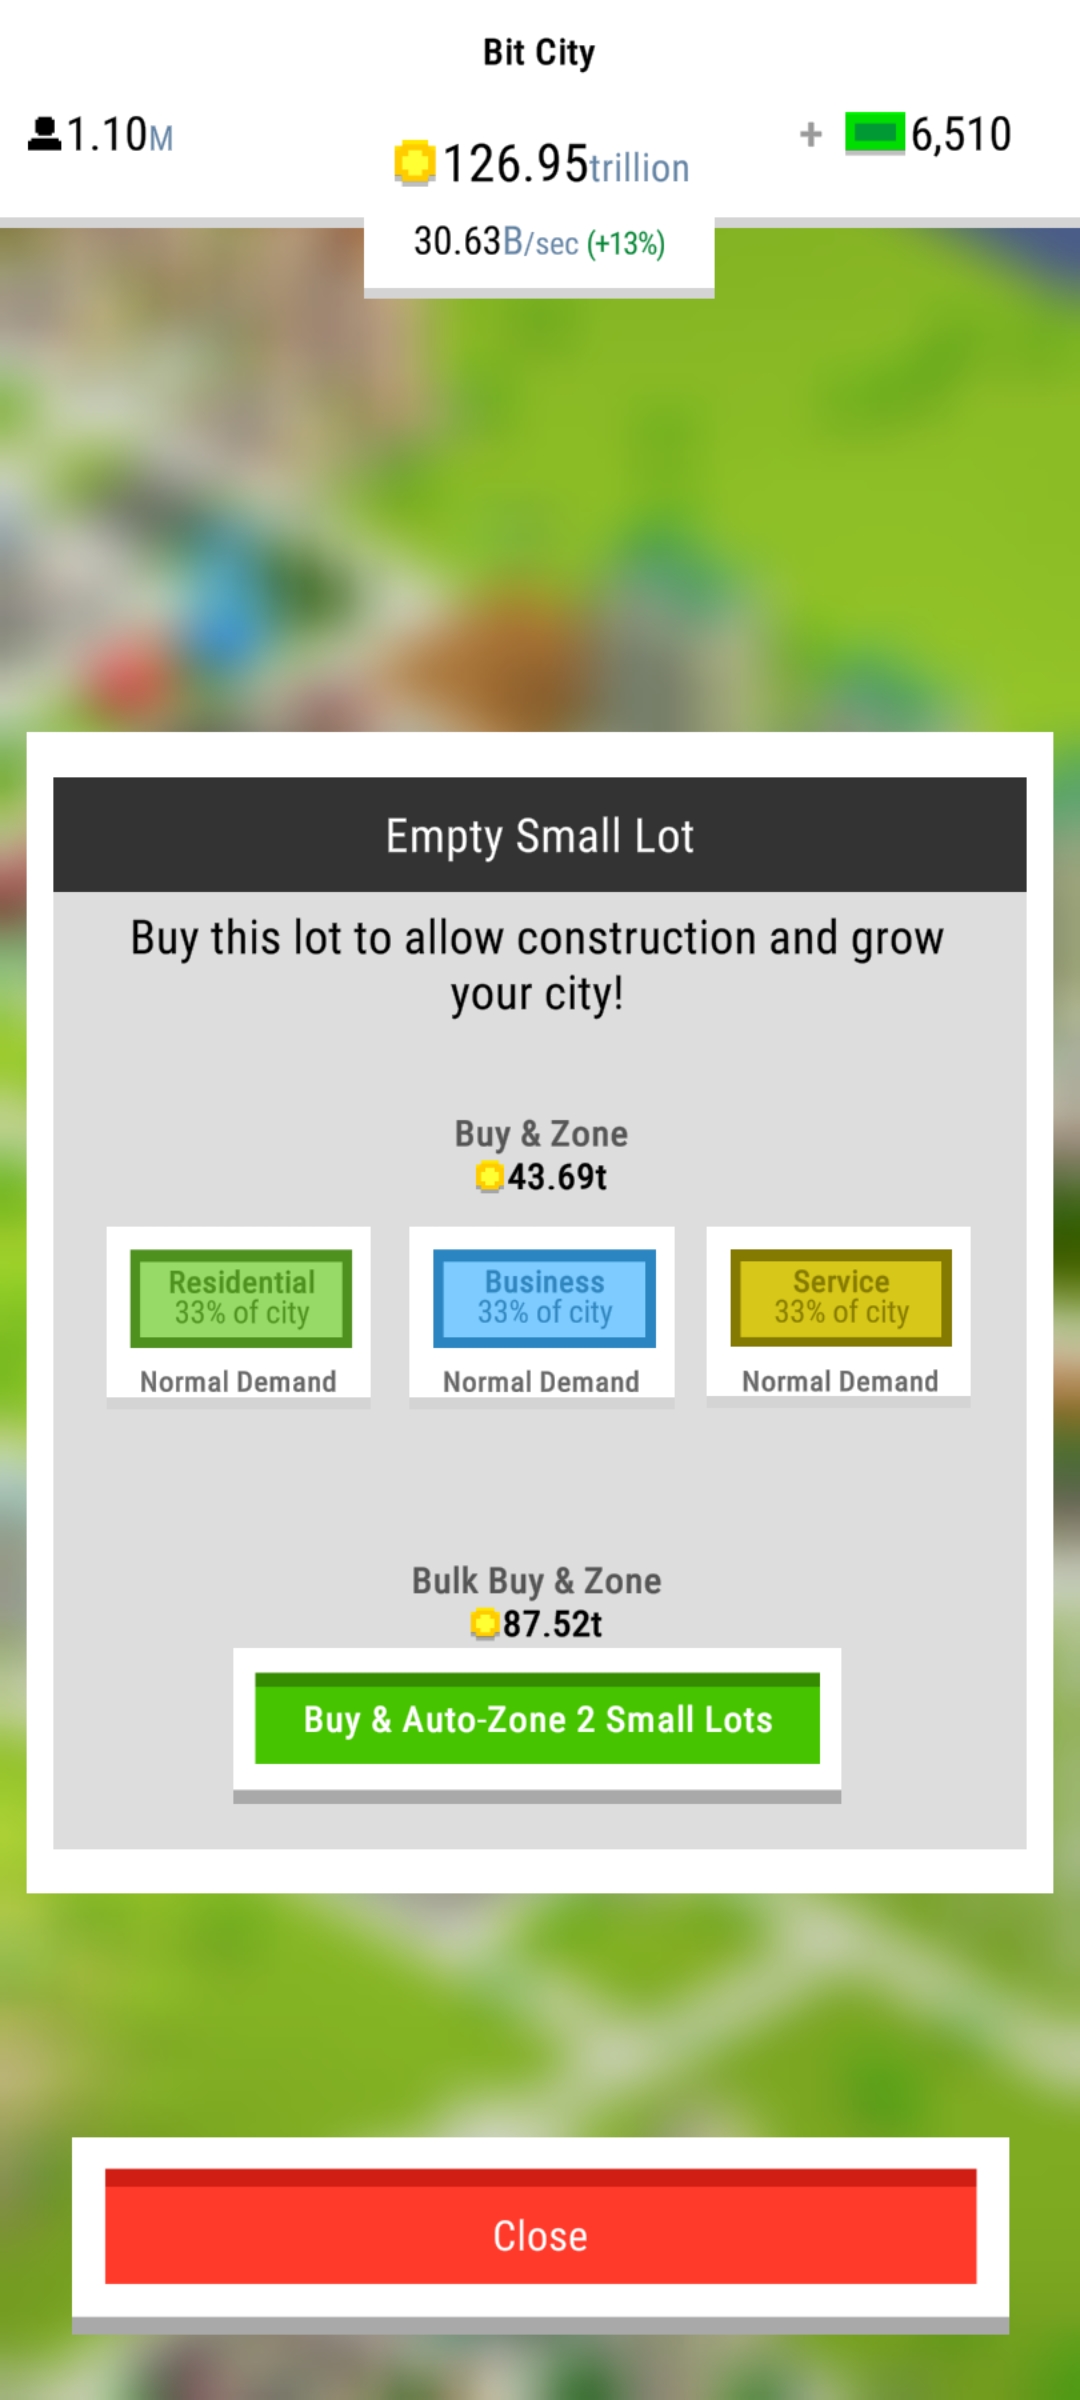 Bit City
1.10M
126.95trillion
+ 6,510
30.63B/sec (+13%)
Empty Small Lot
Buy this lot to allow construction and grow
your city!
Buy & Zone
43.69t
Residential
33% of city
Normal Demand
Business
33% of city
Normal Demand
Service
33% of city
Normal Demand
Bulk Buy & Zone
87.52t
Buy & Auto-Zone 2 Small Lots
Close